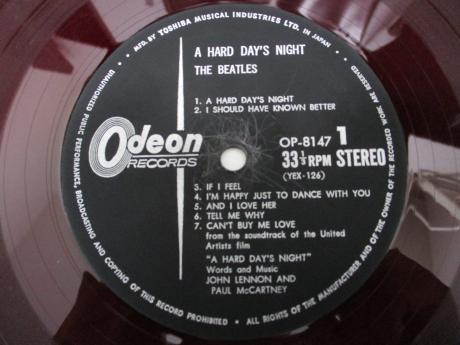 MFD. BY TOSHIBA MUSICAL INDUSTRIES LTD. IN JAPAN • ALL RIGHTS OF THE MANUFACTURER AND OF THE OWNER OF THE RECORDED WORK ARE RESERVED
UNAUTHORIZED PUBLIC PERFORMANCE, BROADCASTING AND COPYING OF THIS RECORD PROHIBITED •
A HARD DAY'S NIGHT
THE BEATLES
1. A HARD DAY'S NIGHT
2. I SHOULD HAVE KNOWN BETTER
Odeon
RECORDS
OP-8147 1
33⅓RPM STEREO
(YEX-126)
3. IF I FEEL
4. I'M HAPPY JUST TO DANCE WITH YOU
5. AND I LOVE HER
6. TELL ME WHY
7. CAN'T BUY ME LOVE
from the soundtrack of the United
Artists film
"A HARD DAY'S NIGHT"
Words and Music
JOHN LENNON AND
PAUL McCARTNEY